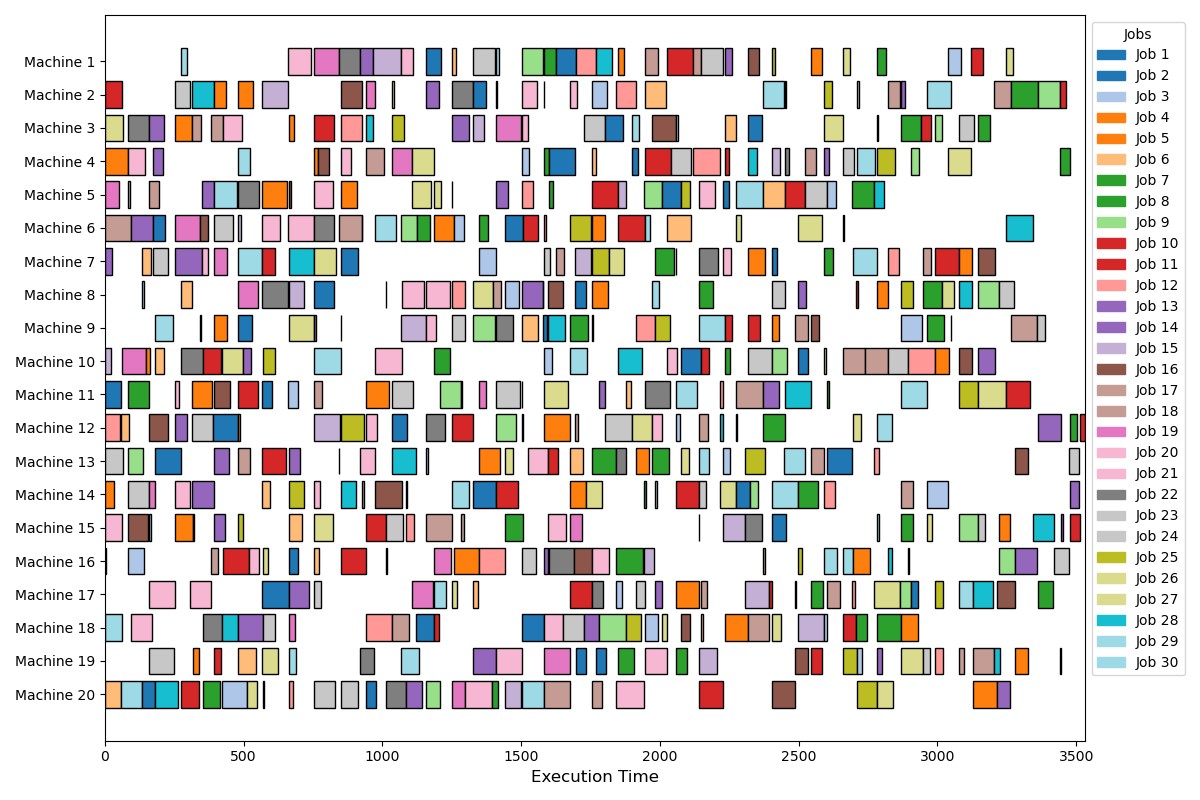 Machine 1
Machine 2
Machine 3
Machine 4
Machine 5
Machine 6
Machine 7
Machine 8
Machine 9
Machine 10
Machine 11
Machine 12
Machine 13
Machine 14
Machine 15
Machine 16
Machine 17
Machine 18
Machine 19
Machine 20
0 500 1000 1500 2000 2500 3000 3500
Execution Time
Jobs
Job 1
Job 2
Job 3
Job 4
Job 5
Job 6
Job 7
Job 8
Job 9
Job 10
Job 11
Job 12
Job 13
Job 14
Job 15
Job 16
Job 17
Job 18
Job 19
Job 20
Job 21
Job 22
Job 23
Job 24
Job 25
Job 26
Job 27
Job 28
Job 29
Job 30